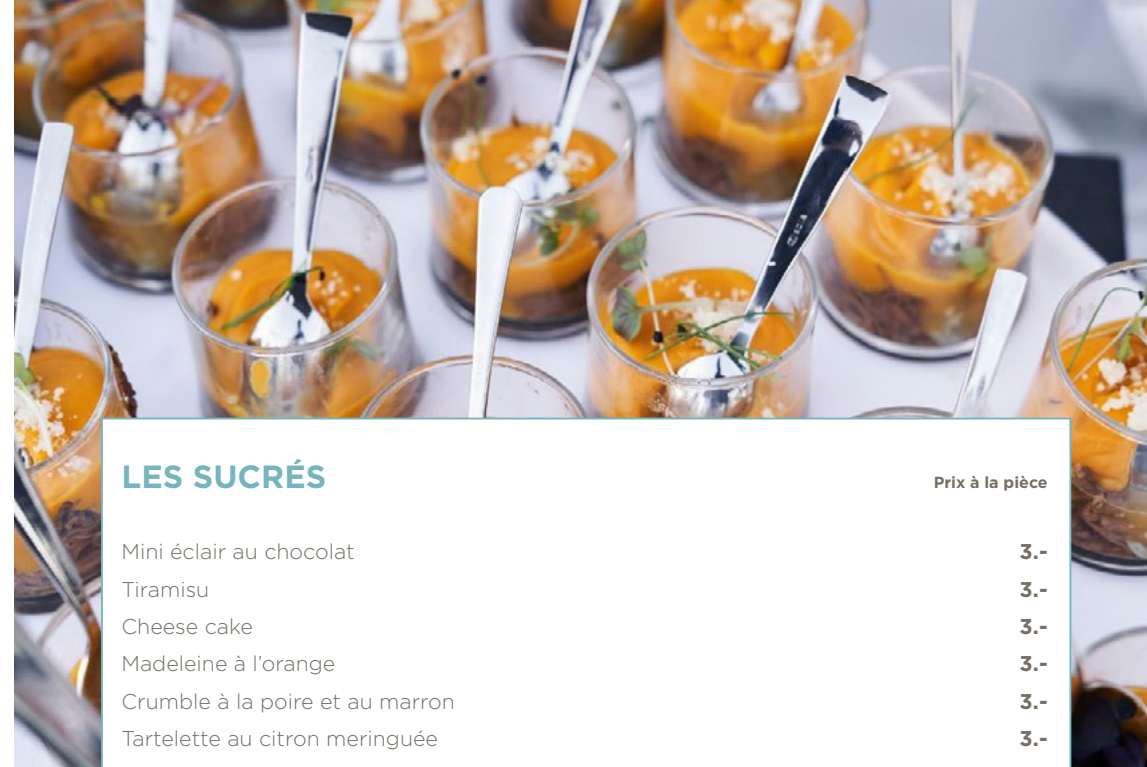 LES SUCRÉS Prix à la pièce
Mini éclair au chocolat 3.-
Tiramisu 3.-
Cheese cake 3.-
Madeleine à l’orange 3.-
Crumble à la poire et au marron 3.-
Tartelette au citron meringuée 3.-